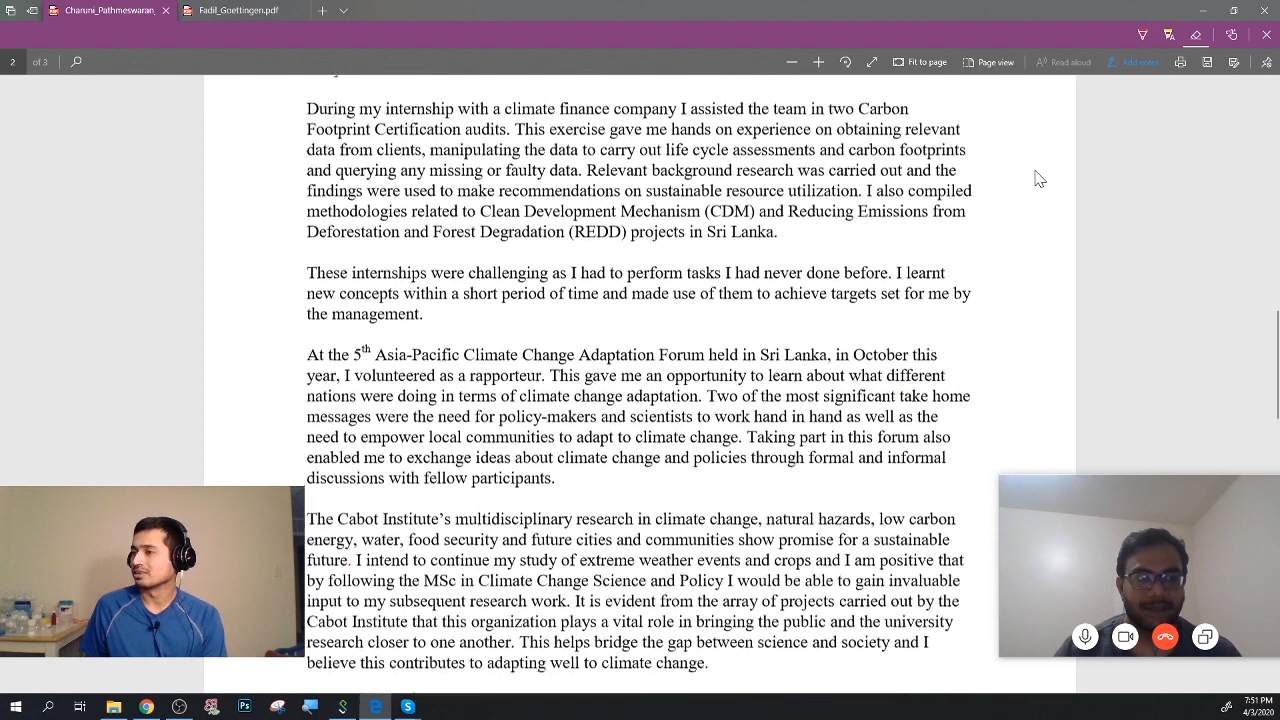 Charuni_Pathmeswaran_
Fadil_Goettingen.pdf
2 of 3
Fit to page
Page view
Read aloud
Add notes
During my internship with a climate finance company I assisted the team in two Carbon
Footprint Certification audits. This exercise gave me hands on experience on obtaining relevant
data from clients, manipulating the data to carry out life cycle assessments and carbon footprints
and querying any missing or faulty data. Relevant background research was carried out and the
findings were used to make recommendations on sustainable resource utilization. I also compiled
methodologies related to Clean Development Mechanism (CDM) and Reducing Emissions from
Deforestation and Forest Degradation (REDD) projects in Sri Lanka.
These internships were challenging as I had to perform tasks I had never done before. I learnt
new concepts within a short period of time and made use of them to achieve targets set for me by
the management.
At the 5th Asia-Pacific Climate Change Adaptation Forum held in Sri Lanka, in October this
year, I volunteered as a rapporteur. This gave me an opportunity to learn about what different
nations were doing in terms of climate change adaptation. Two of the most significant take home
messages were the need for policy-makers and scientists to work hand in hand as well as the
need to empower local communities to adapt to climate change. Taking part in this forum also
enabled me to exchange ideas about climate change and policies through formal and informal
discussions with fellow participants.
The Cabot Institute's multidisciplinary research in climate change, natural hazards, low carbon
energy, water, food security and future cities and communities show promise for a sustainable
future. I intend to continue my study of extreme weather events and crops and I am positive that
by following the MSc in Climate Change Science and Policy I would be able to gain invaluable
input to my subsequent research work. It is evident from the array of projects carried out by the
Cabot Institute that this organization plays a vital role in bringing the public and the university
research closer to one another. This helps bridge the gap between science and society and I
believe this contributes to adapting well to climate change.
7:51 PM
4/3/2020